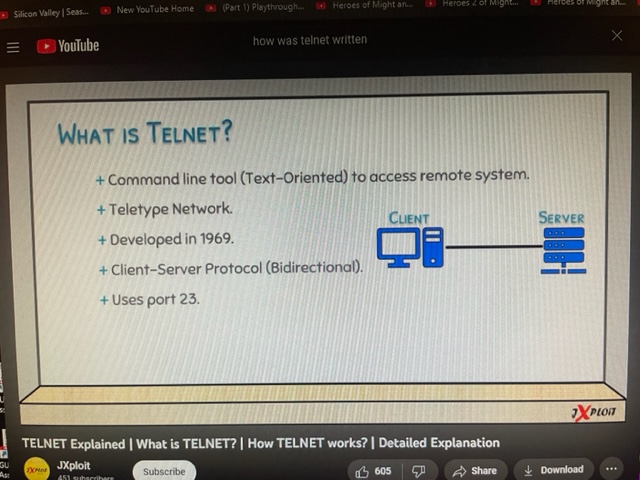 Silicon Valley | Seas...
New YouTube Home
(Part 1) Playthrough...
Heroes of Might an...
Heroes 2 of Might...
Heroes of Might an...
YouTube
how was telnet written
WHAT IS TELNET?
+ Command line tool (Text-Oriented) to access remote system.
+ Teletype Network.
+ Developed in 1969.
+ Client-Server Protocol (Bidirectional).
+ Uses port 23.
CLIENT
SERVER
JXPLOIT
TELNET Explained | What is TELNET? | How TELNET works? | Detailed Explanation
JXPLOIT
JXploit
451 subscribers
Subscribe
605
Share
Download
...